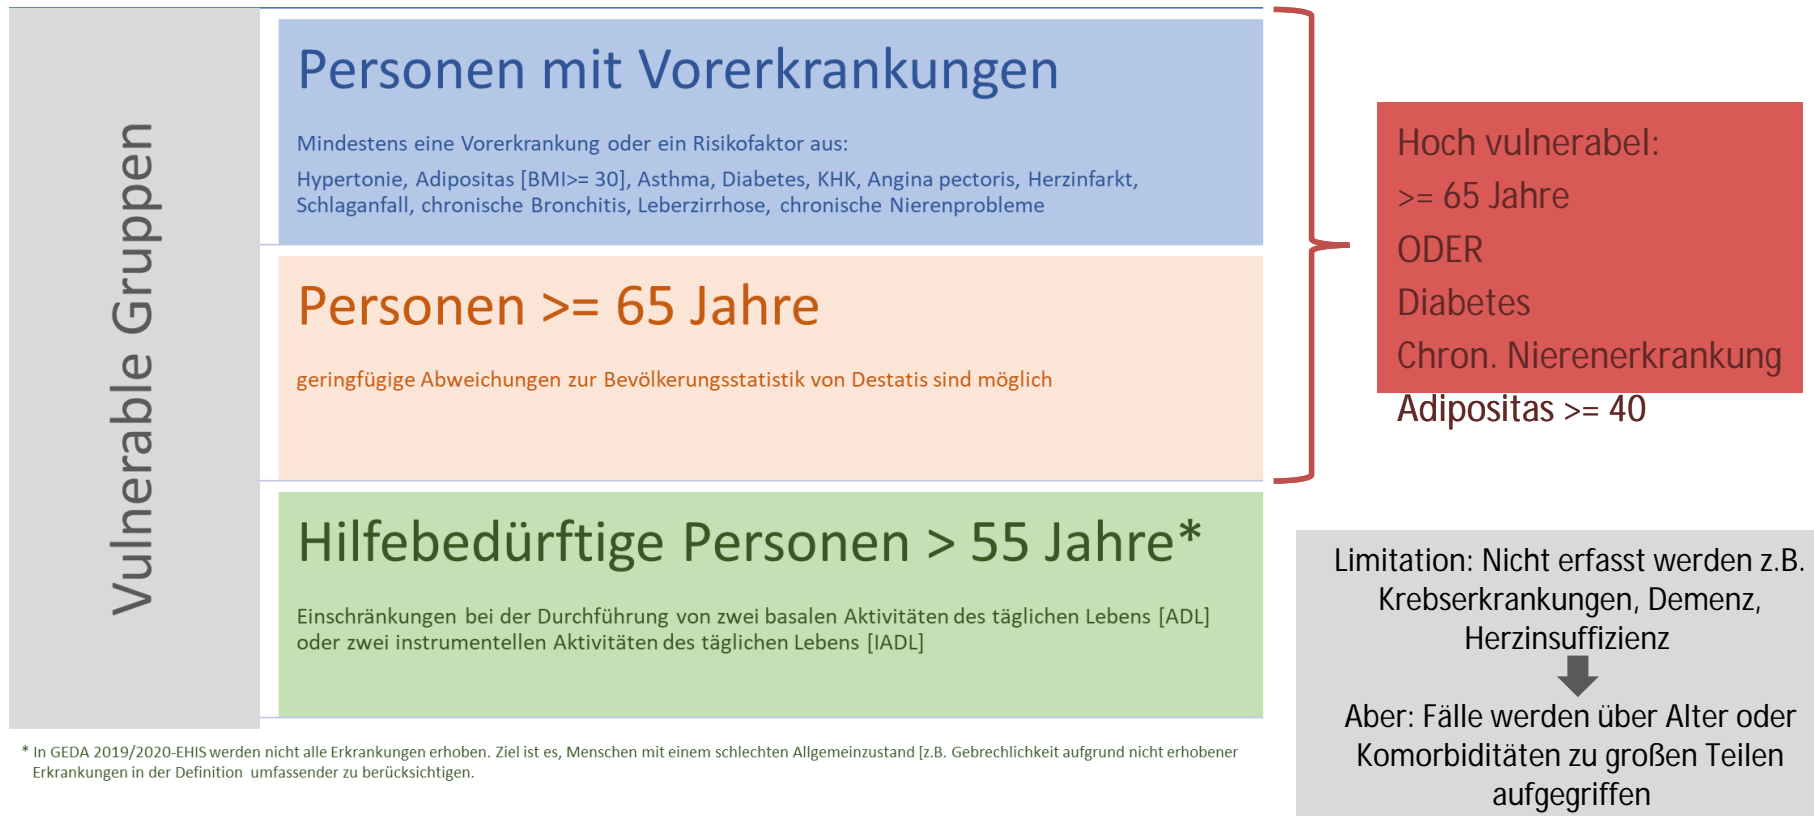 Vulnerable Gruppen
Personen mit Vorerkrankungen
Mindestens eine Vorerkrankung oder ein Risikofaktor aus:
Hypertonie, Adipositas [BMI>= 30], Asthma, Diabetes, KHK, Angina pectoris, Herzinfarkt,
Schlaganfall, chronische Bronchitis, Leberzirrhose, chronische Nierenprobleme
Personen >= 65 Jahre
geringfügige Abweichungen zur Bevölkerungsstatistik von Destatis sind möglich
Hilfebedürftige Personen > 55 Jahre*
Einschränkungen bei der Durchführung von zwei basalen Aktivitäten des täglichen Lebens [ADL]
oder zwei instrumentellen Aktivitäten des täglichen Lebens [IADL]
* In GEDA 2019/2020-EHIS werden nicht alle Erkrankungen erhoben. Ziel ist es, Menschen mit einem schlechten Allgemeinzustand [z.B. Gebrechlichkeit aufgrund nicht erhobener
Erkrankungen in der Definition umfassender zu berücksichtigen.
Hoch vulnerabel:
>= 65 Jahre
ODER
Diabetes
Chron. Nierenerkrankung
Adipositas >= 40
Limitation: Nicht erfasst werden z.B.
Krebserkrankungen, Demenz,
Herzinsuffizienz
Aber: Fälle werden über Alter oder
Komorbiditäten zu großen Teilen
aufgegriffen